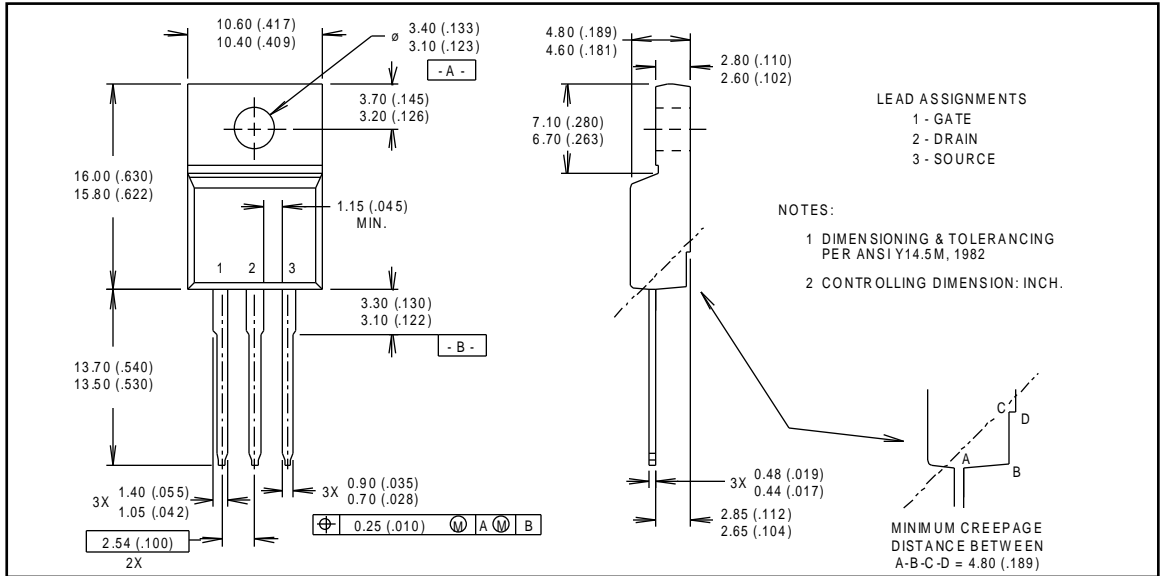 10.60 (.417)
10.40 (.409)
ø 3.40 (.133)
3.10 (.123)
- A -
3.70 (.145)
3.20 (.126)
16.00 (.630)
15.80 (.622)
1.15 (.045)
MIN.
1 2 3
3.30 (.130)
3.10 (.122)
- B -
13.70 (.540)
13.50 (.530)
3X 1.40 (.055)
1.05 (.042)
3X 0.90 (.035)
0.70 (.028)
0.25 (.010) M A M B
2.54 (.100)
2X
4.80 (.189)
4.60 (.181)
2.80 (.110)
2.60 (.102)
7.10 (.280)
6.70 (.263)
3X 0.48 (.019)
0.44 (.017)
2.85 (.112)
2.65 (.104)
LEAD ASSIGNMENTS
1 - GATE
2 - DRAIN
3 - SOURCE
NOTES:
1 DIMENSIONING & TOLERANCING
PER ANSI Y14.5M, 1982
2 CONTROLLING DIMENSION: INCH.
C
D
A
B
MINIMUM CREEPAGE
DISTANCE BETWEEN
A-B-C-D = 4.80 (.189)